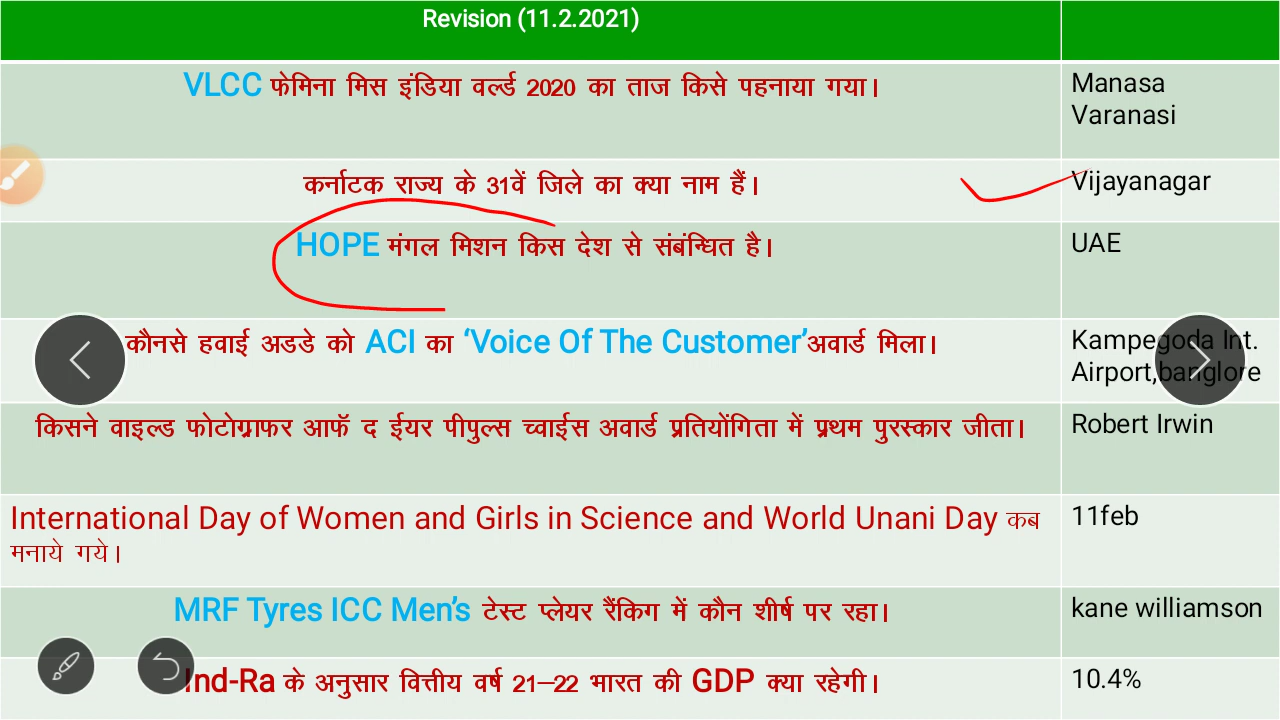 Revision (11.2.2021)
VLCC फेमिना मिस इंडिया वर्ल्ड 2020 का ताज किसे पहनाया गया।
Manasa
Varanasi
कर्नाटक राज्य के 31वें जिले का क्या नाम हैं।
Vijayanagar
HOPE मंगल मिशन किस देश से संबंन्धित है।
UAE
कौनसे हवाई अडडे को ACI का ‘Voice Of The Customer’अवार्ड मिला।
Kampegoda Int.
Airport,banglore
किसने वाइल्ड फोटोग्राफर आफॅ द ईयर पीपुल्स च्वाईस अवार्ड प्रतियोंगिता में प्रथम पुरस्कार जीता।
Robert Irwin
International Day of Women and Girls in Science and World Unani Day कब
मनाये गये।
11feb
MRF Tyres ICC Men’s टेस्ट प्लेयर रैंकिग में कौन शीर्ष पर रहा।
kane williamson
Ind-Ra के अनुसार वित्तीय वर्ष 21–22 भारत की GDP क्या रहेगी।
10.4%